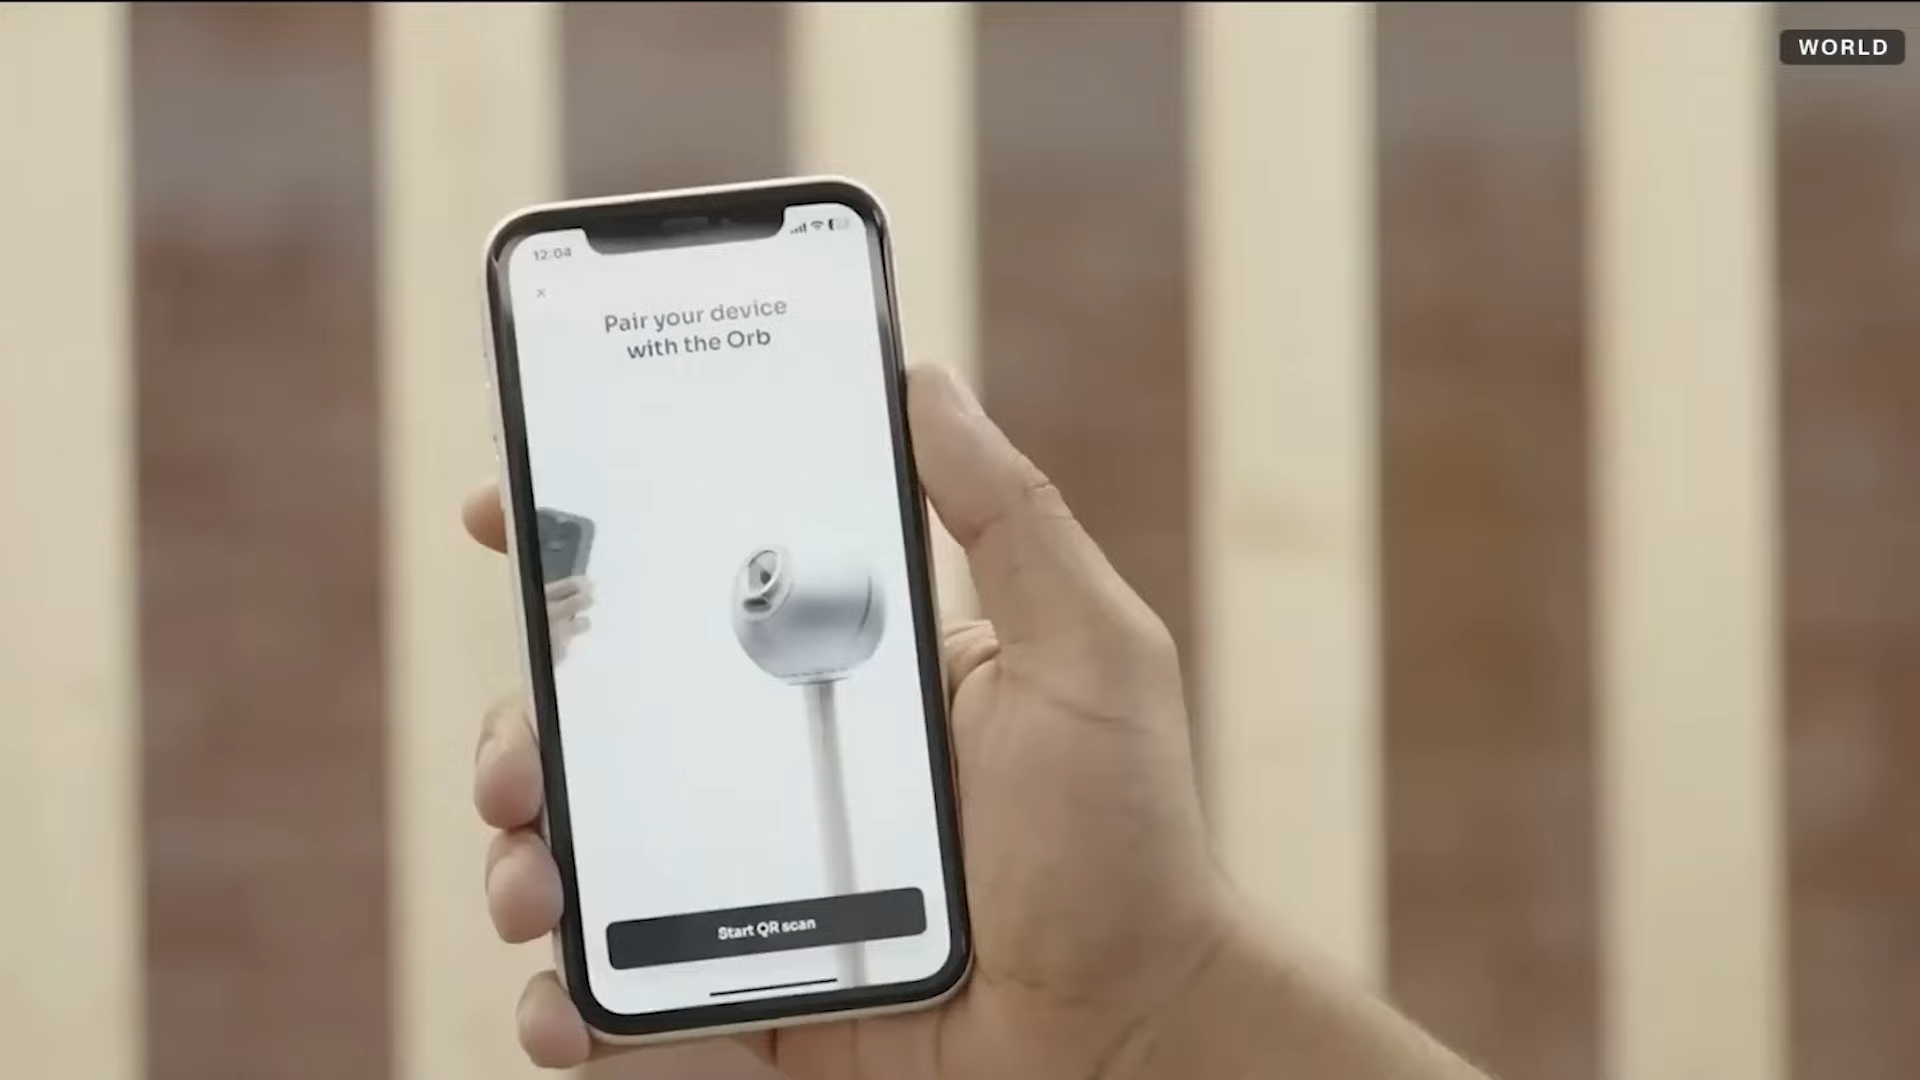 WORLD
12:04
×
Pair your device
with the Orb
Start QR scan